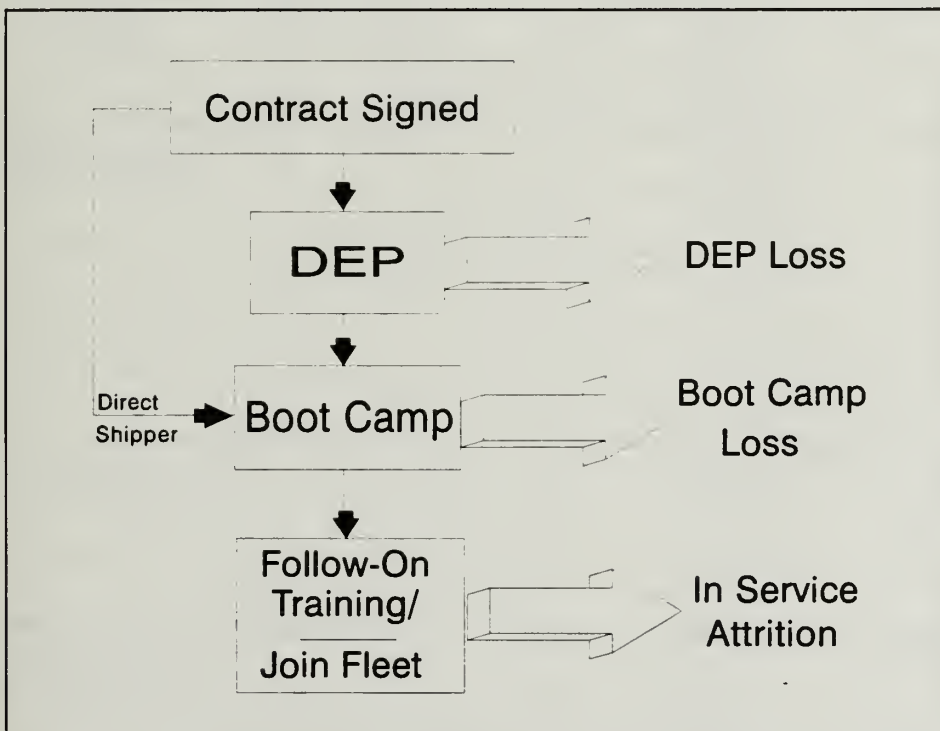 Contract Signed
DEP
DEP Loss
Direct
Shipper
Boot Camp
Boot Camp
Loss
Follow-On
Training/
Join Fleet
In Service
Attrition